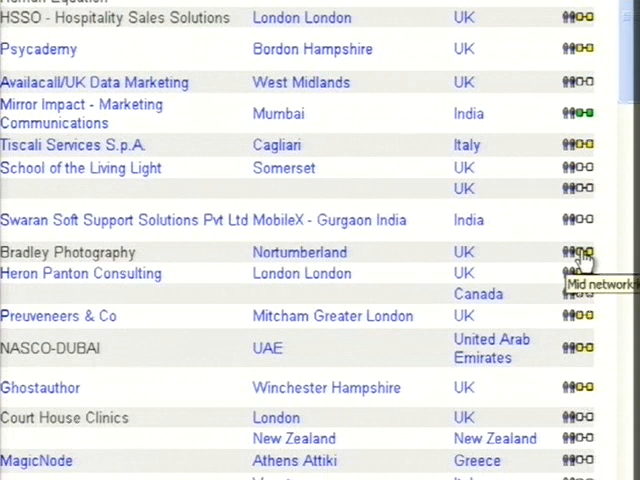 Human Equation
HSSO - Hospitality Sales Solutions London London UK
Psycademy Bordon Hampshire UK
Availacall/UK Data Marketing West Midlands UK
Mirror Impact - Marketing
Communications Mumbai India
Tiscali Services S.p.A. Cagliari Italy
School of the Living Light Somerset UK
UK
Swaran Soft Support Solutions Pvt Ltd MobileX - Gurgaon India India
Bradley Photography Nortumberland UK
Heron Panton Consulting London London UK
Mid network
Canada
Preuveneers & Co Mitcham Greater London UK
NASCO-DUBAI UAE United Arab
Emirates
Ghostauthor Winchester Hampshire UK
Court House Clinics London UK
New Zealand New Zealand
MagicNode Athens Attiki Greece